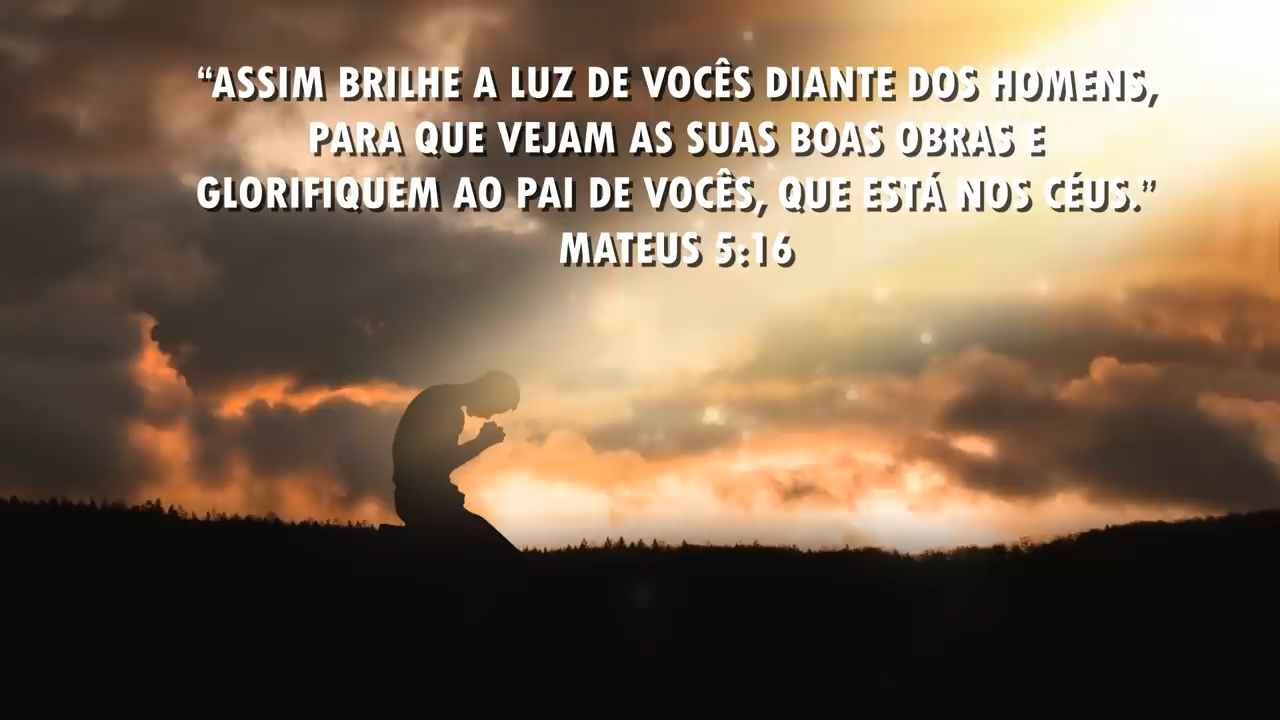 “ASSIM BRILHE A LUZ DE VOCÊS DIANTE DOS HOMENS,
PARA QUE VEJAM AS SUAS BOAS OBRAS E
GLORIFIQUEM AO PAI DE VOCÊS, QUE ESTÁ NOS CÉUS.”
MATEUS 5:16